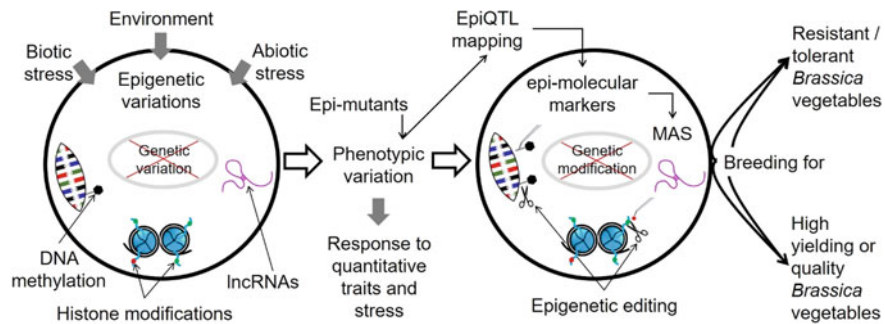 Environment
Biotic
stress
Abiotic
stress
Epigenetic
variations
Genetic
variation
DNA
methylation
Histone modifications
lncRNAs
Epi-mutants
Phenotypic
variation
Response to
quantitative
traits and
stress
EpiQTL
mapping
epi-molecular
markers
MAS
Genetic
modification
Epigenetic editing
Breeding for
Resistant /
tolerant
Brassica
vegetables
High
yielding or
quality
Brassica
vegetables